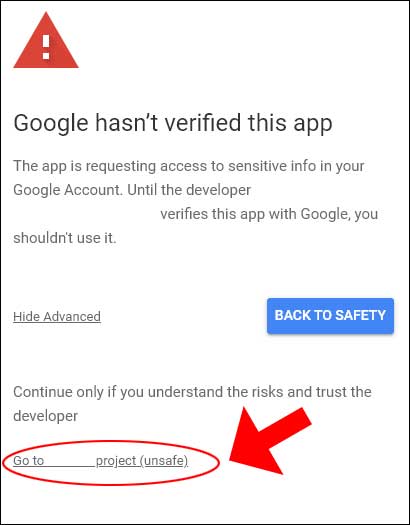 Google hasn’t verified this app
The app is requesting access to sensitive info in your
Google Account. Until the developer
verifies this app with Google, you
shouldn't use it.
Hide Advanced
BACK TO SAFETY
Continue only if you understand the risks and trust the
developer
Go to project (unsafe)